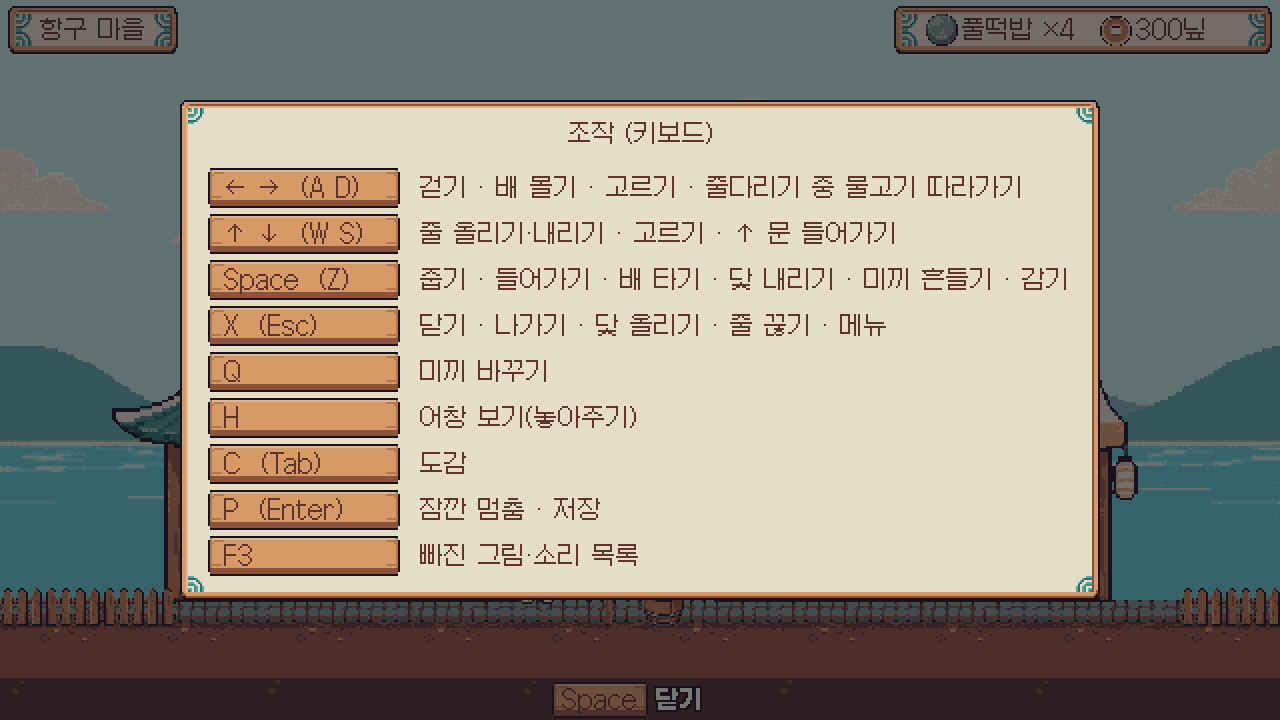 항구 마을
풀떡밥 ×4 300닢
조작 (키보드)
← → (A D) 걷기 · 배 몰기 · 고르기 · 줄다리기 중 물고기 따라가기
↑ ↓ (W S) 줄 올리기·내리기 · 고르기 · ↑ 문 들어가기
Space (Z) 줍기 · 들어가기 · 배 타기 · 닻 내리기 · 미끼 흔들기 · 감기
X (Esc) 닫기 · 나가기 · 닻 올리기 · 줄 끊기 · 메뉴
Q 미끼 바꾸기
H 어창 보기(놓아주기)
C (Tab) 도감
P (Enter) 잠깐 멈춤 · 저장
F3 빠진 그림·소리 목록
Space 닫기